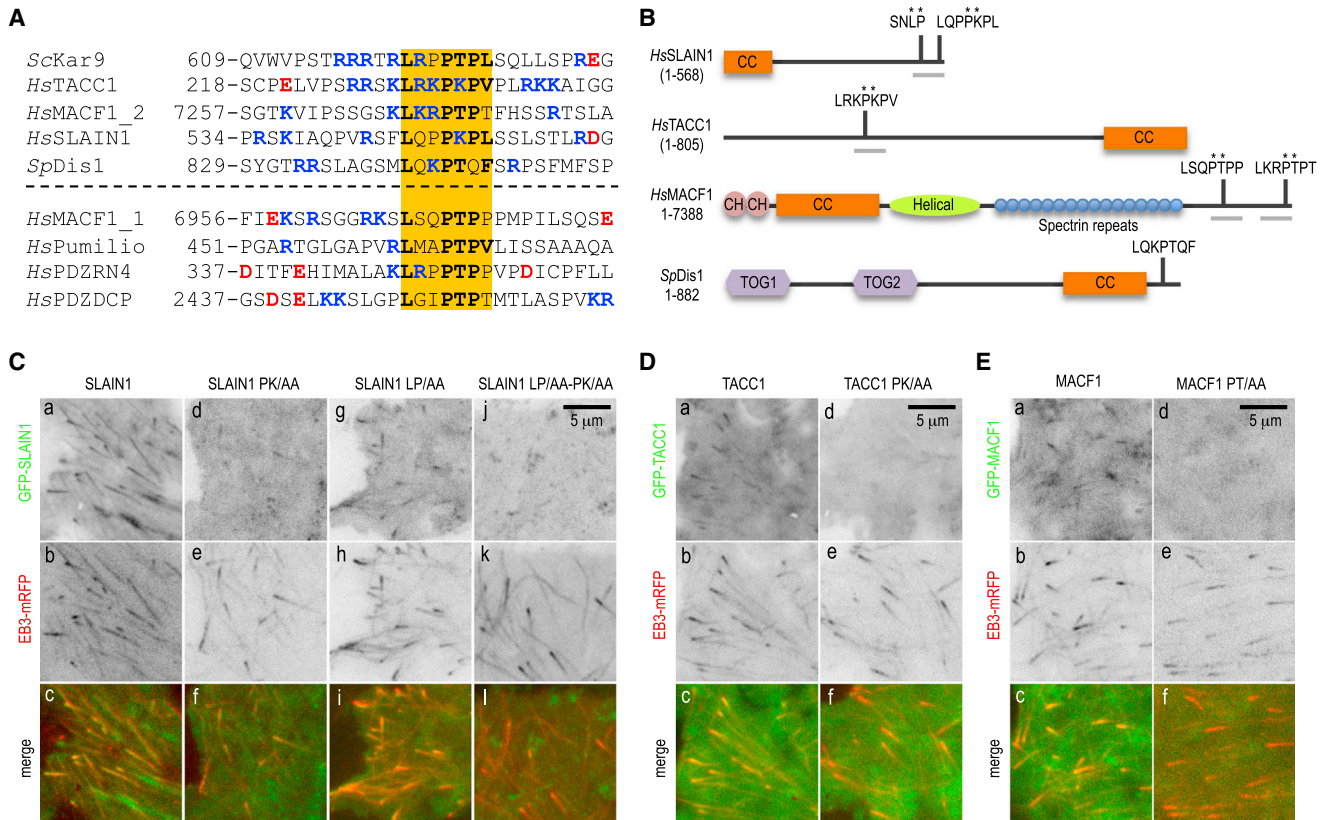 A
ScKar9 609-QVWVPSTRRRTRLRPPTPLSQLLSPREG
HsTACC1 218-SCPELVPSRRSKLRKPKPVPLRKKAIGG
HsMACF1_2 7257-SGTKVIPSSGSKLKRPTPTFHSSRTSLA
HsSLAIN1 534-PRSKIAQPVRSFLQPPKPLSSLSTLRDG
SpDis1 829-SYGTRRSLAGSMLQKPTQFSRPSFMFSP
HsMACF1_1 6956-FIEKSRSGGRKSLSQPTPPPMPILSQSE
HsPumilio 451-PGARTGLGAPVRLMAPTPVLISSAAAQA
HsPDZRN4 337-DITFEHIMALAKLRPPTPPVPDICPFLL
HsPDZDCP 2437-GSDSELKKSLGPLGIPTPTMTLASPVKR
B
* * * *
SNLP LQPPKPL
HsSLAIN1
(1-568)
CC
* *
LRKPKPV
HsTACC1
(1-805)
CC
* * * *
LSQPTPP LKRPTPT
HsMACF1
1-7388
CH CH CC Helical
Spectrin repeats
LQKPTQF
SpDis1
1-882
TOG1 TOG2 CC
C
SLAIN1 SLAIN1 PK/AA SLAIN1 LP/AA SLAIN1 LP/AA-PK/AA
GFP-SLAIN1
a d g j
5 µm
EB3-mRFP
b e h k
merge
c f i l
D
TACC1 TACC1 PK/AA
GFP-TACC1
a d
5 µm
EB3-mRFP
b e
merge
c f
E
MACF1 MACF1 PT/AA
GFP-MACF1
a d
5 µm
EB3-mRFP
b e
merge
c f